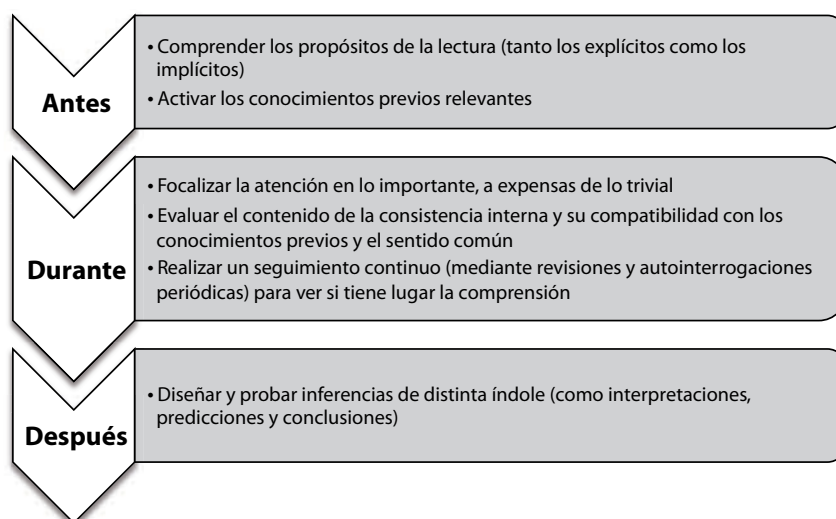 Antes
• Comprender los propósitos de la lectura (tanto los explícitos como los
implícitos)
• Activar los conocimientos previos relevantes
Durante
• Focalizar la atención en lo importante, a expensas de lo trivial
• Evaluar el contenido de la consistencia interna y su compatibilidad con los
conocimientos previos y el sentido común
• Realizar un seguimiento continuo (mediante revisiones y autointerrogaciones
periódicas) para ver si tiene lugar la comprensión
Después
• Diseñar y probar inferencias de distinta índole (como interpretaciones,
predicciones y conclusiones)